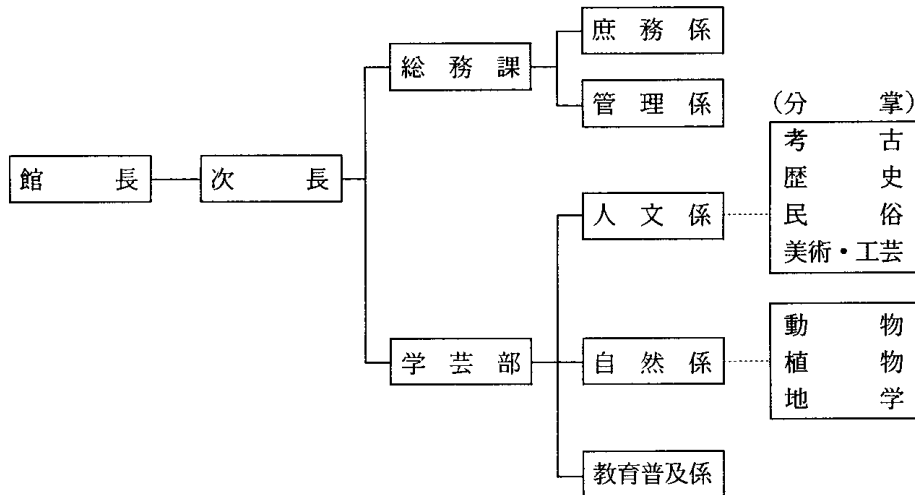 館長
次長
総務課
庶務係
管理係
学芸部
人文係
(分掌)
考古
歴史
民俗
美術・工芸
自然係
動物
植物
地学
教育普及係